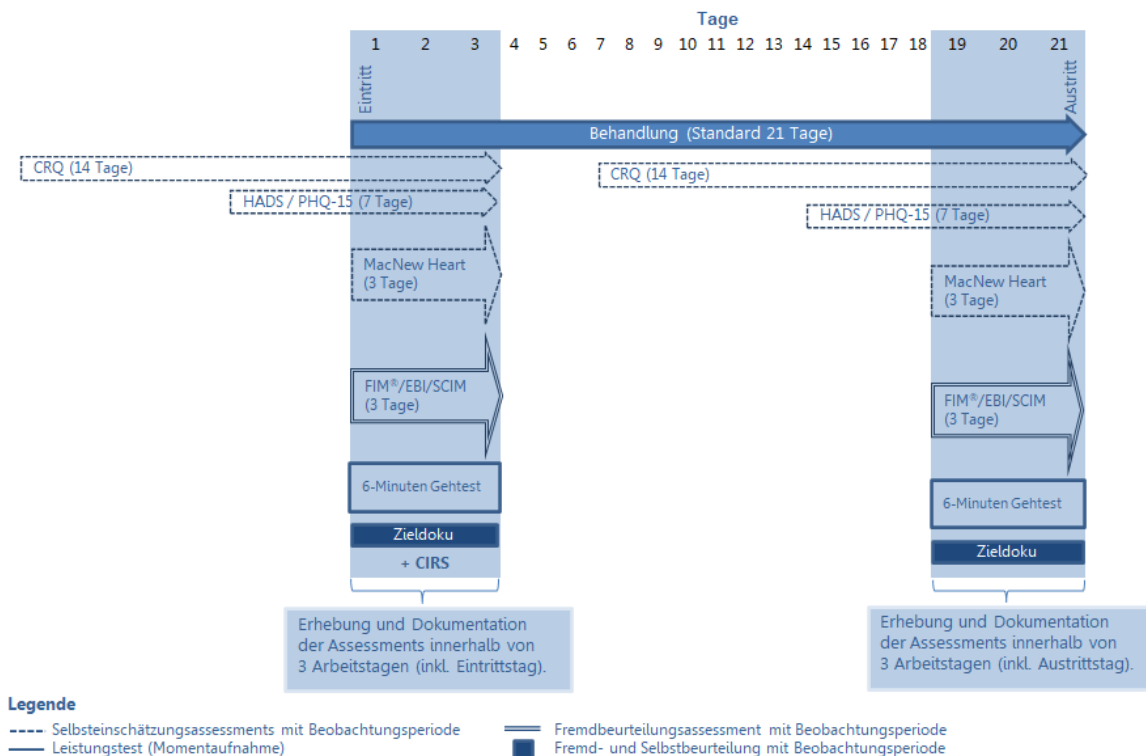 Tage
1 2 3 4 5 6 7 8 9 10 11 12 13 14 15 16 17 18 19 20 21
Eintritt
Austritt
Behandlung (Standard 21 Tage)
CRQ (14 Tage)
CRQ (14 Tage)
HADS / PHQ-15 (7 Tage)
HADS / PHQ-15 (7 Tage)
MacNew Heart
(3 Tage)
MacNew Heart
(3 Tage)
FIM®/EBI/SCIM
(3 Tage)
FIM®/EBI/SCIM
(3 Tage)
6-Minuten Gehtest
6-Minuten Gehtest
Zieldoku
+ CIRS
Zieldoku
Erhebung und Dokumentation
der Assessments innerhalb von
3 Arbeitstagen (inkl. Eintrittstag).
Erhebung und Dokumentation
der Assessments innerhalb von
3 Arbeitstagen (inkl. Austrittstag).
Legende
Selbsteinschätzungsassessments mit Beobachtungsperiode
Leistungstest (Momentaufnahme)
Fremdbeurteilungsassessment mit Beobachtungsperiode
Fremd- und Selbstbeurteilung mit Beobachtungsperiode